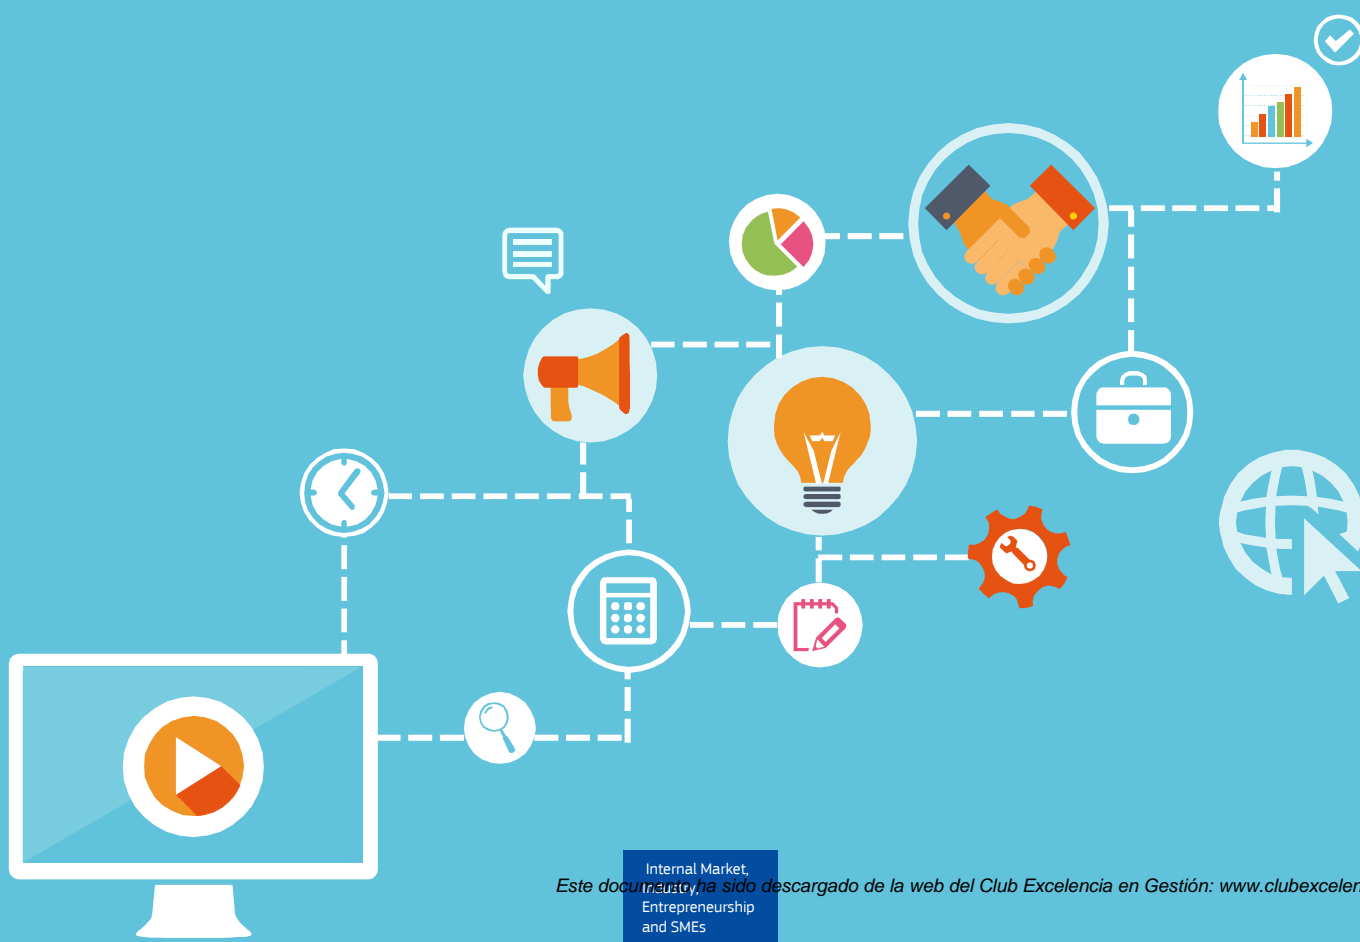 Internal Market,
Industry,
Entrepreneurship
and SMEs
Este documento ha sido descargado de la web del Club Excelencia en Gestión: www.clubexcelen